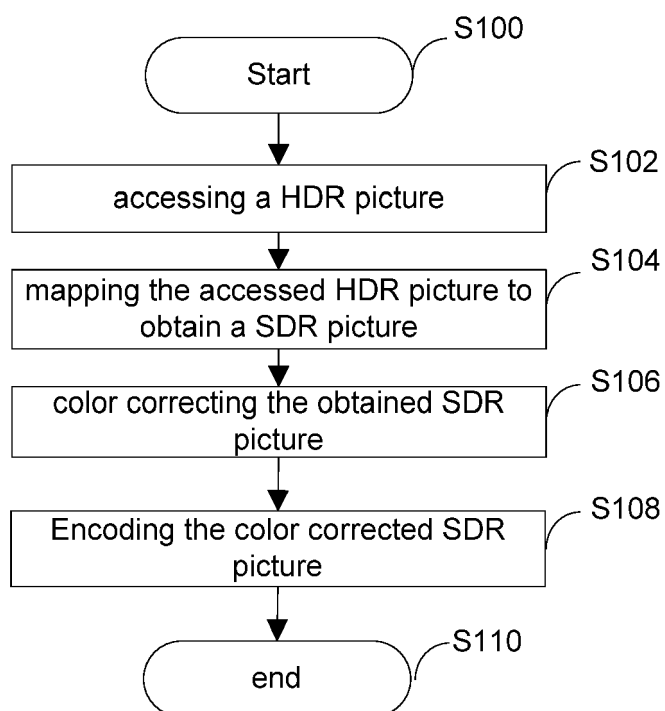 S100
Start
S102
accessing a HDR picture
S104
mapping the accessed HDR picture to
obtain a SDR picture
S106
color correcting the obtained SDR
picture
S108
Encoding the color corrected SDR
picture
S110
end